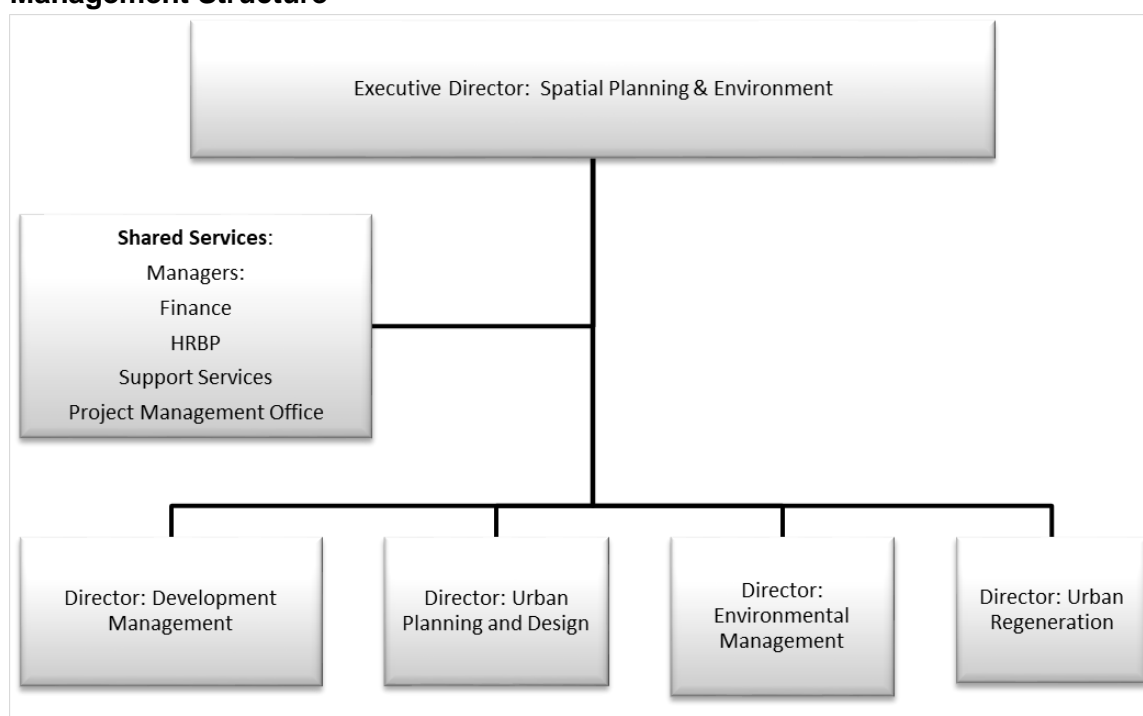 Management Structure
Executive Director: Spatial Planning & Environment
Shared Services:
Managers:
Finance
HRBP
Support Services
Project Management Office
Director: Development
Management
Director: Urban
Planning and Design
Director:
Environmental
Management
Director: Urban
Regeneration